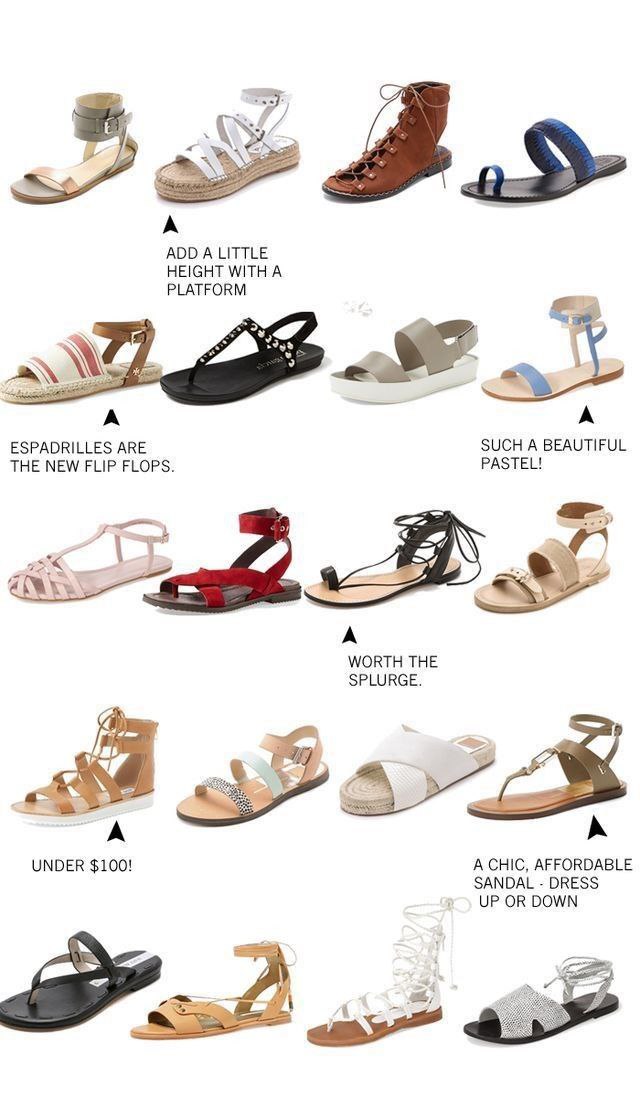 ADD A LITTLE
HEIGHT WITH A
PLATFORM
ESPADRILLES ARE
THE NEW FLIP FLOPS.
SUCH A BEAUTIFUL
PASTEL!
WORTH THE
SPLURGE.
UNDER $100!
A CHIC, AFFORDABLE
SANDAL - DRESS
UP OR DOWN